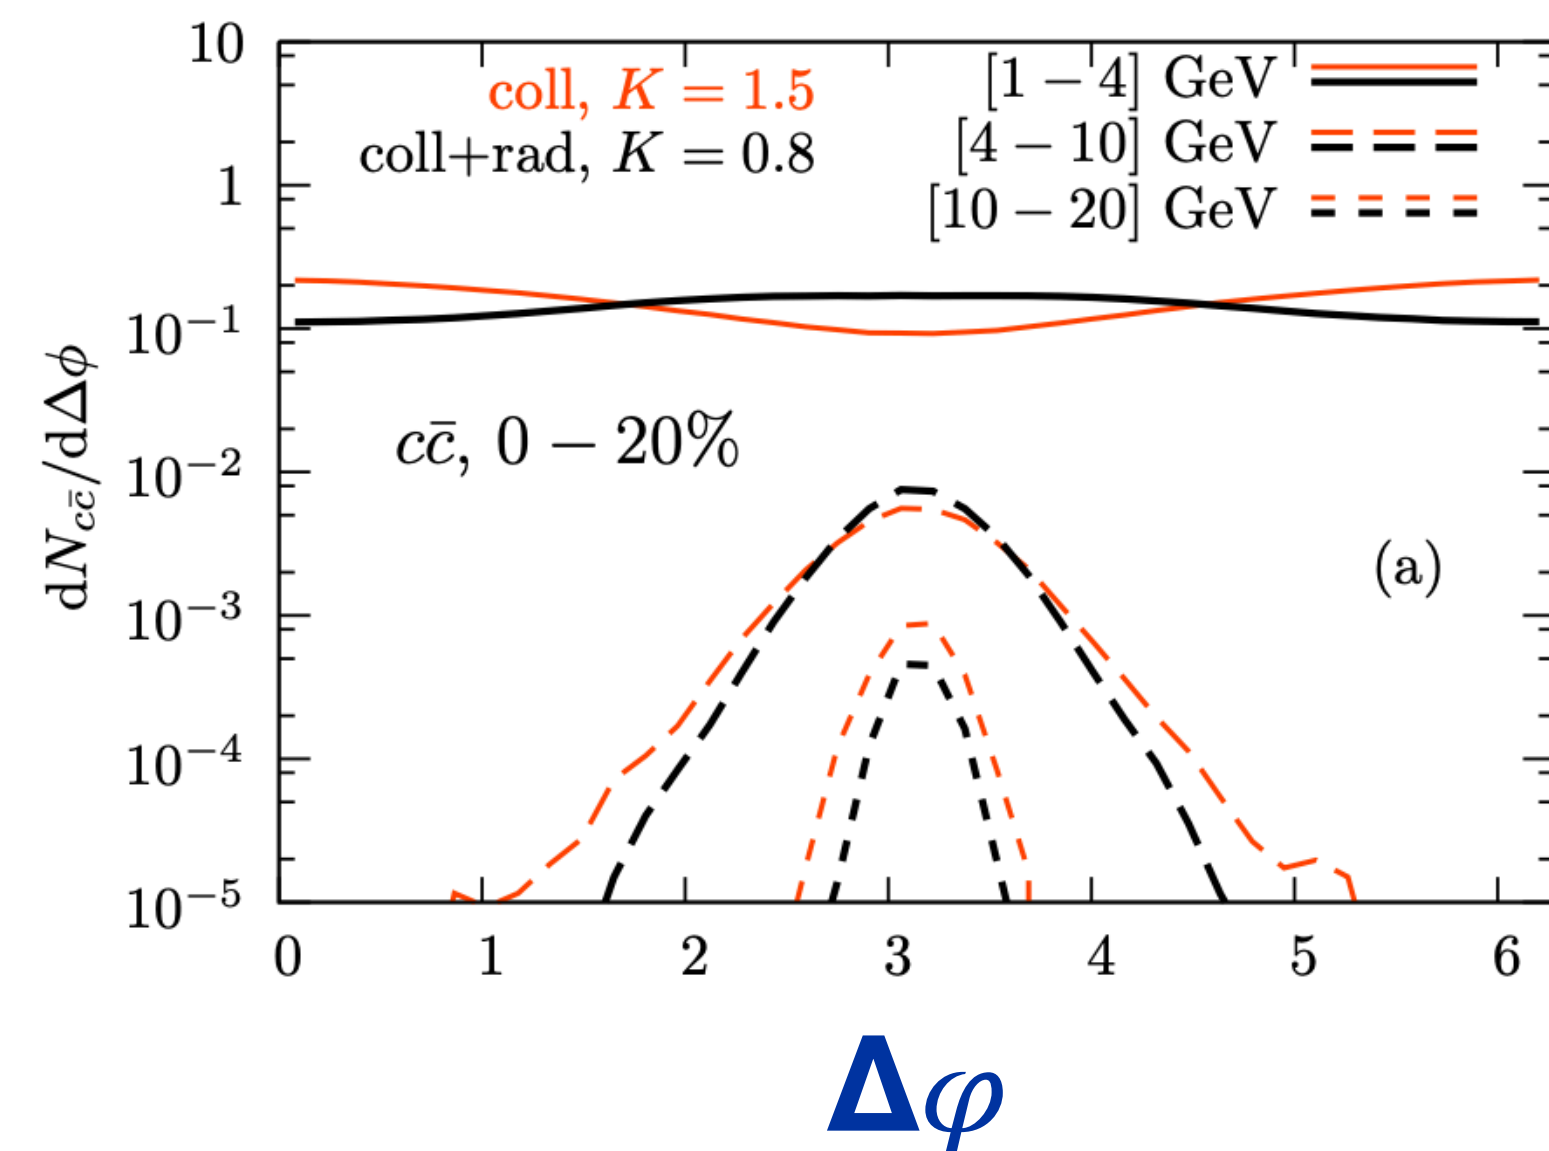 coll, K = 1.5
coll+rad, K = 0.8
[1 − 4] GeV
[4 − 10] GeV
[10 − 20] GeV
10
1
10⁻¹
10⁻²
10⁻³
10⁻⁴
10⁻⁵
dN_{cc̄}/dΔϕ
cc̄, 0 − 20%
(a)
0 1 2 3 4 5 6
Δφ